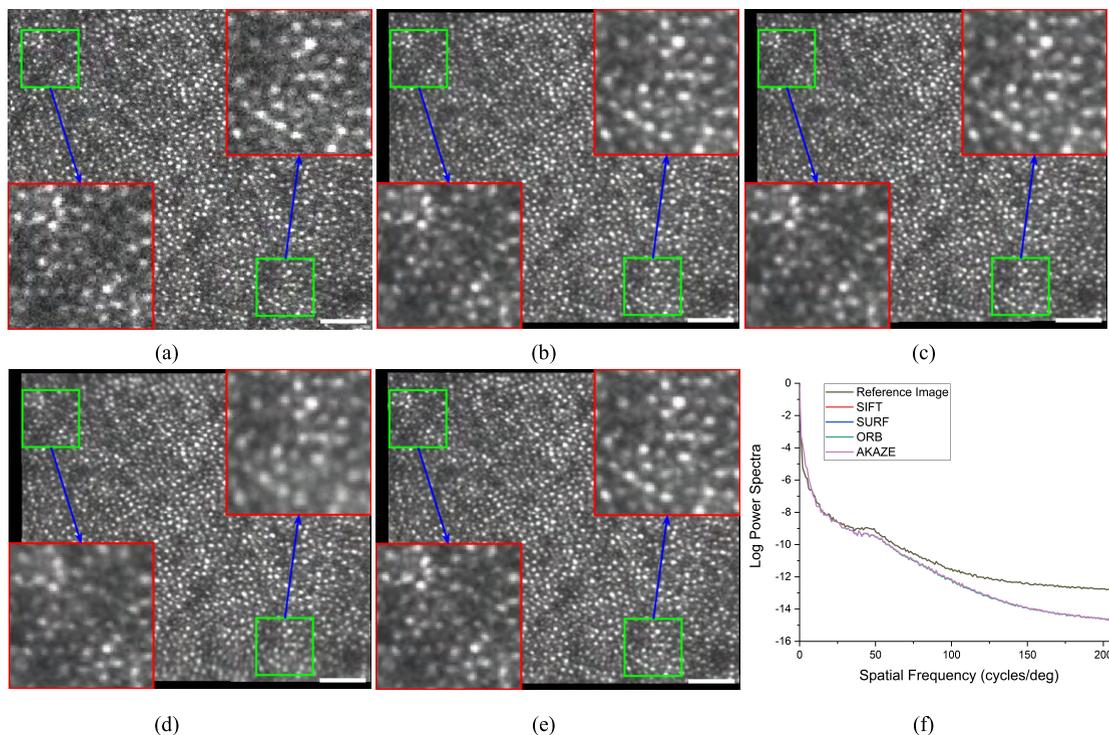 (a)
(b)
(c)
(d)
(e)
(f)
0
-2
-4
-6
-8
-10
-12
-14
-16
Log Power Spectra
Reference Image
SIFT
SURF
ORB
AKAZE
0 50 100 150 200
Spatial Frequency (cycles/deg)